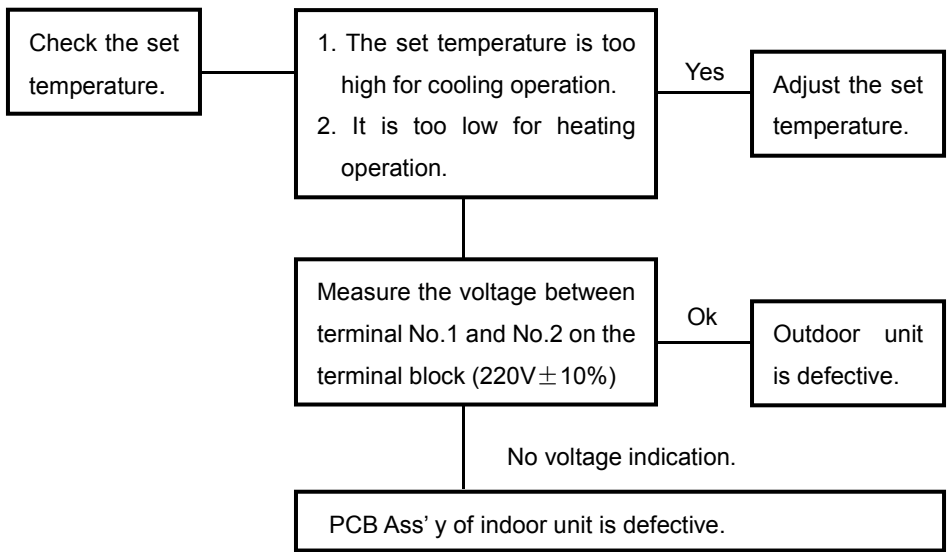 Check the set
temperature.
1. The set temperature is too
high for cooling operation.
2. It is too low for heating
operation.
Yes
Adjust the set
temperature.
Measure the voltage between
terminal No.1 and No.2 on the
terminal block (220V±10%)
Ok
Outdoor unit
is defective.
No voltage indication.
PCB Ass' y of indoor unit is defective.